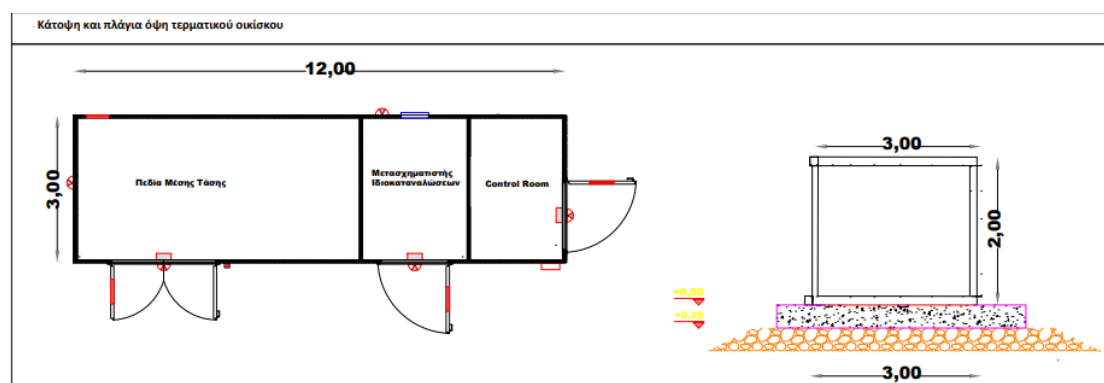 Κάτοψη και πλάγια όψη τερματικού οικίσκου
12,00
3,00
Πεδία Μέσης Τάσης
Μετασχηματιστής
Ιδιοκαταναλώσεων
Control Room
3,00
2,00
+0,50
+0,25
3,00